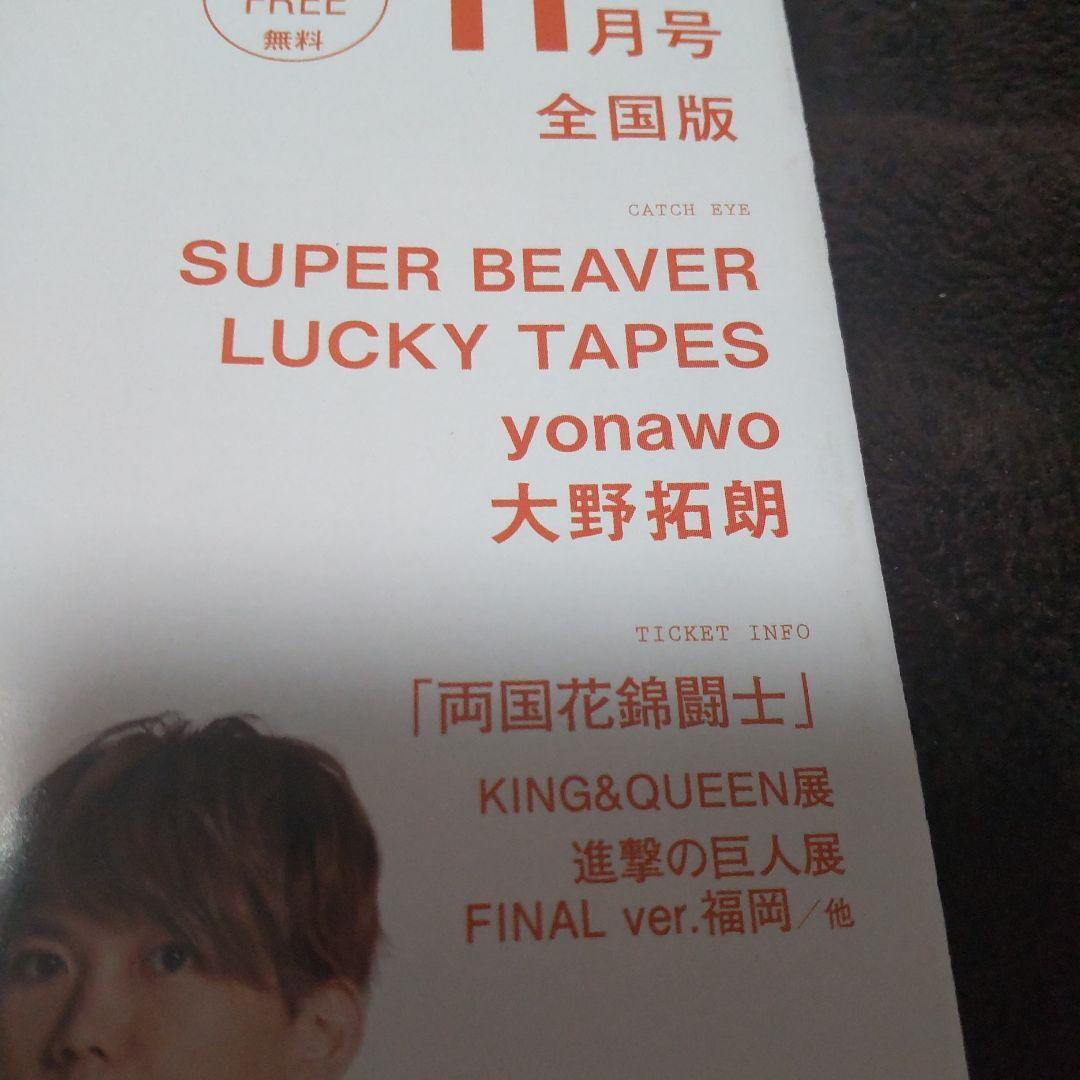 FREE
無料
11月号
全国版
CATCH EYE
SUPER BEAVER
LUCKY TAPES
yonawo
大野拓朗
TICKET INFO
「両国花錦闘士」
KING&QUEEN展
進撃の巨人展
FINAL ver.福岡／他